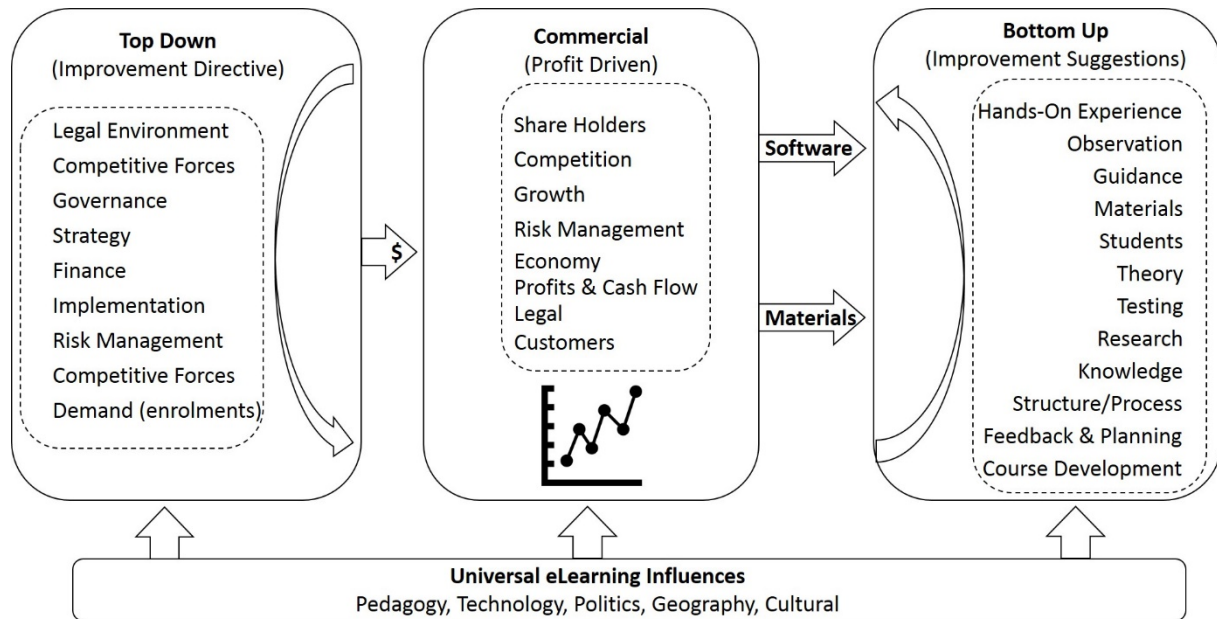 Top Down
(Improvement Directive)
Legal Environment
Competitive Forces
Governance
Strategy
Finance
Implementation
Risk Management
Competitive Forces
Demand (enrolments)
$
Commercial
(Profit Driven)
Share Holders
Competition
Growth
Risk Management
Economy
Profits & Cash Flow
Legal
Customers
Software
Materials
Bottom Up
(Improvement Suggestions)
Hands-On Experience
Observation
Guidance
Materials
Students
Theory
Testing
Research
Knowledge
Structure/Process
Feedback & Planning
Course Development
Universal eLearning Influences
Pedagogy, Technology, Politics, Geography, Cultural